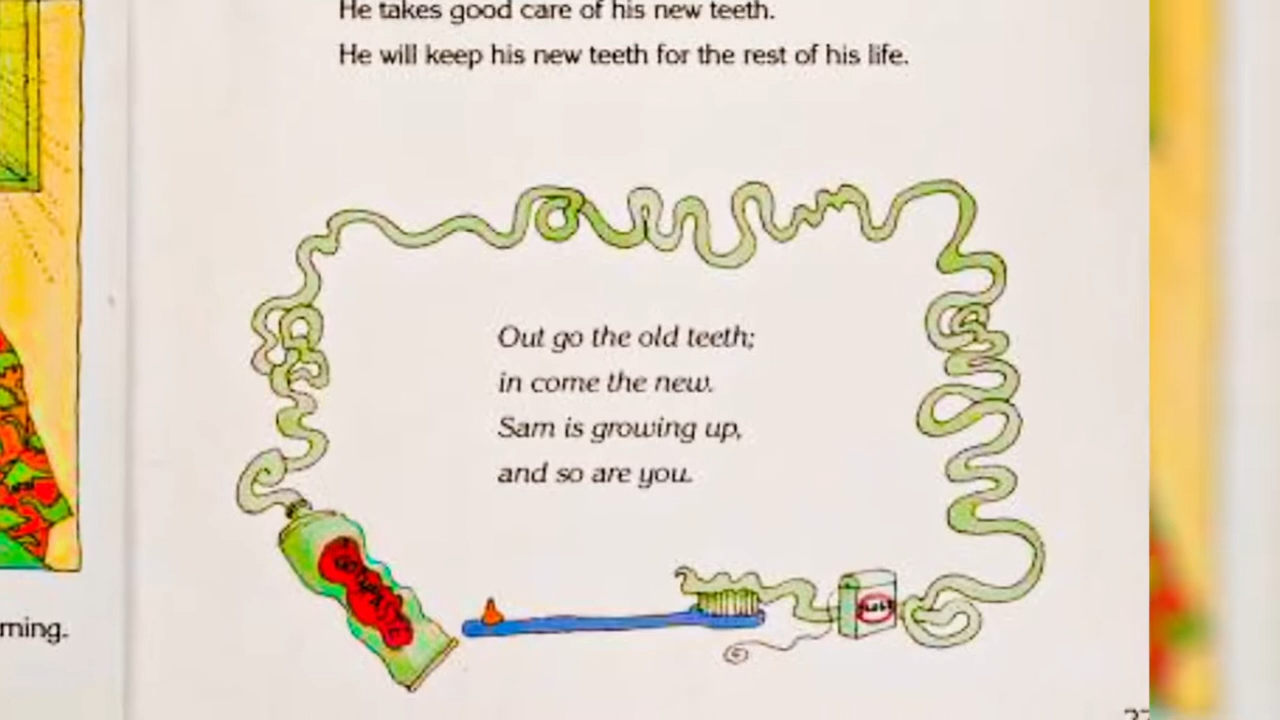 He takes good care of his new teeth.
He will keep his new teeth for the rest of his life.
Out go the old teeth;
in come the new.
Sam is growing up,
and so are you.
rning.